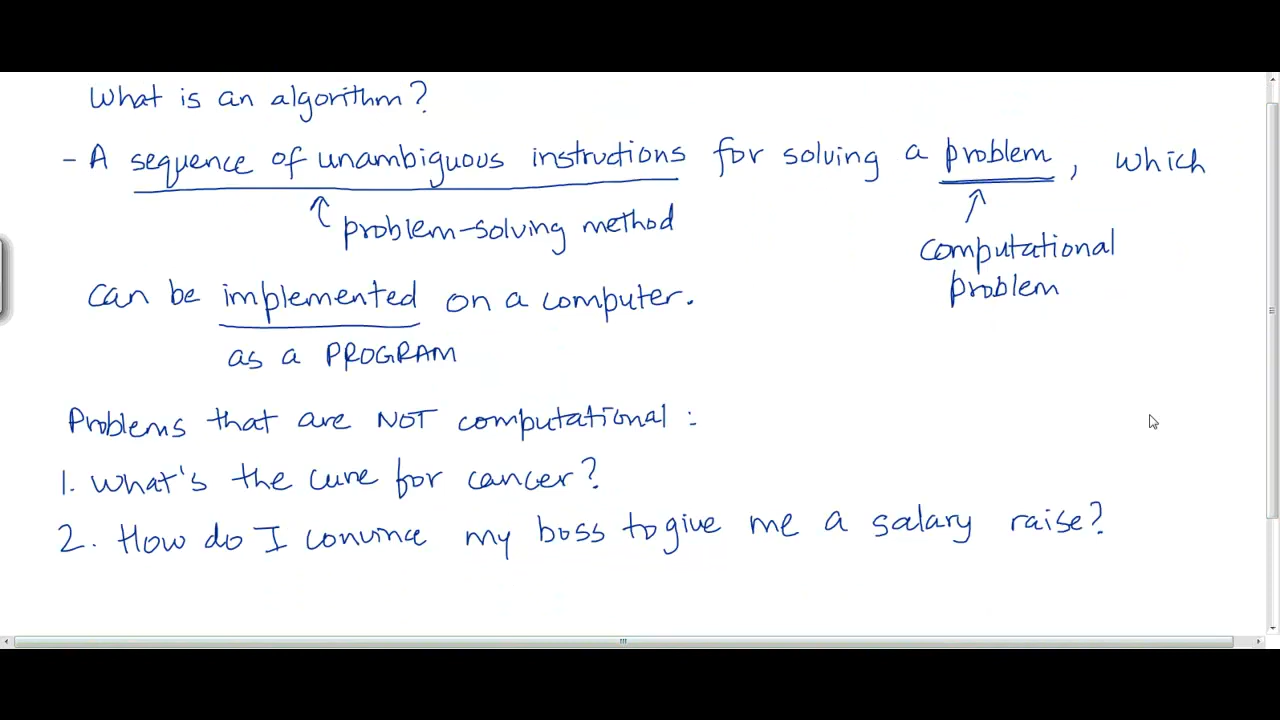 What is an algorithm?
- A sequence of unambiguous instructions for solving a problem, which
problem-solving method
computational
problem
can be implemented on a computer.
as a PROGRAM
Problems that are NOT computational:
1. What's the cure for cancer?
2. How do I convince my boss to give me a salary raise?